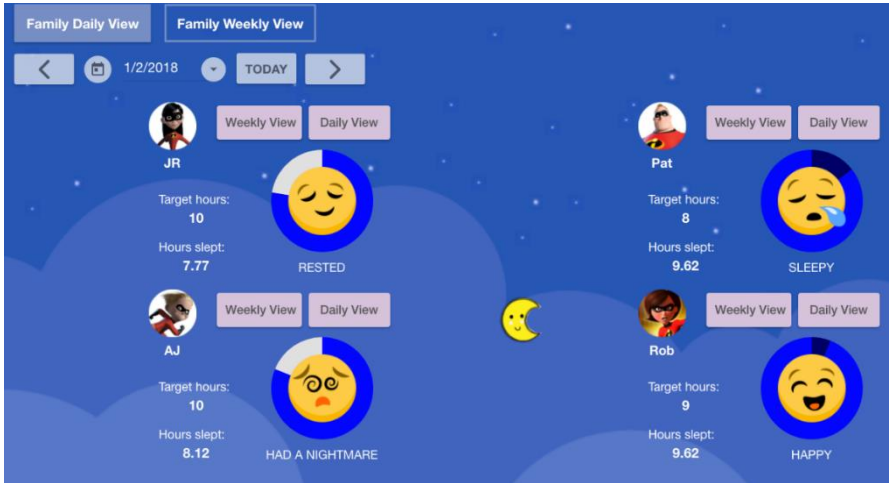 Family Daily View
Family Weekly View
1/2/2018
TODAY
Weekly View
Daily View
JR
Target hours:
10
Hours slept:
7.77
RESTED
Weekly View
Daily View
Pat
Target hours:
8
Hours slept:
9.62
SLEEPY
Weekly View
Daily View
AJ
Target hours:
10
Hours slept:
8.12
HAD A NIGHTMARE
Weekly View
Daily View
Rob
Target hours:
9
Hours slept:
9.62
HAPPY